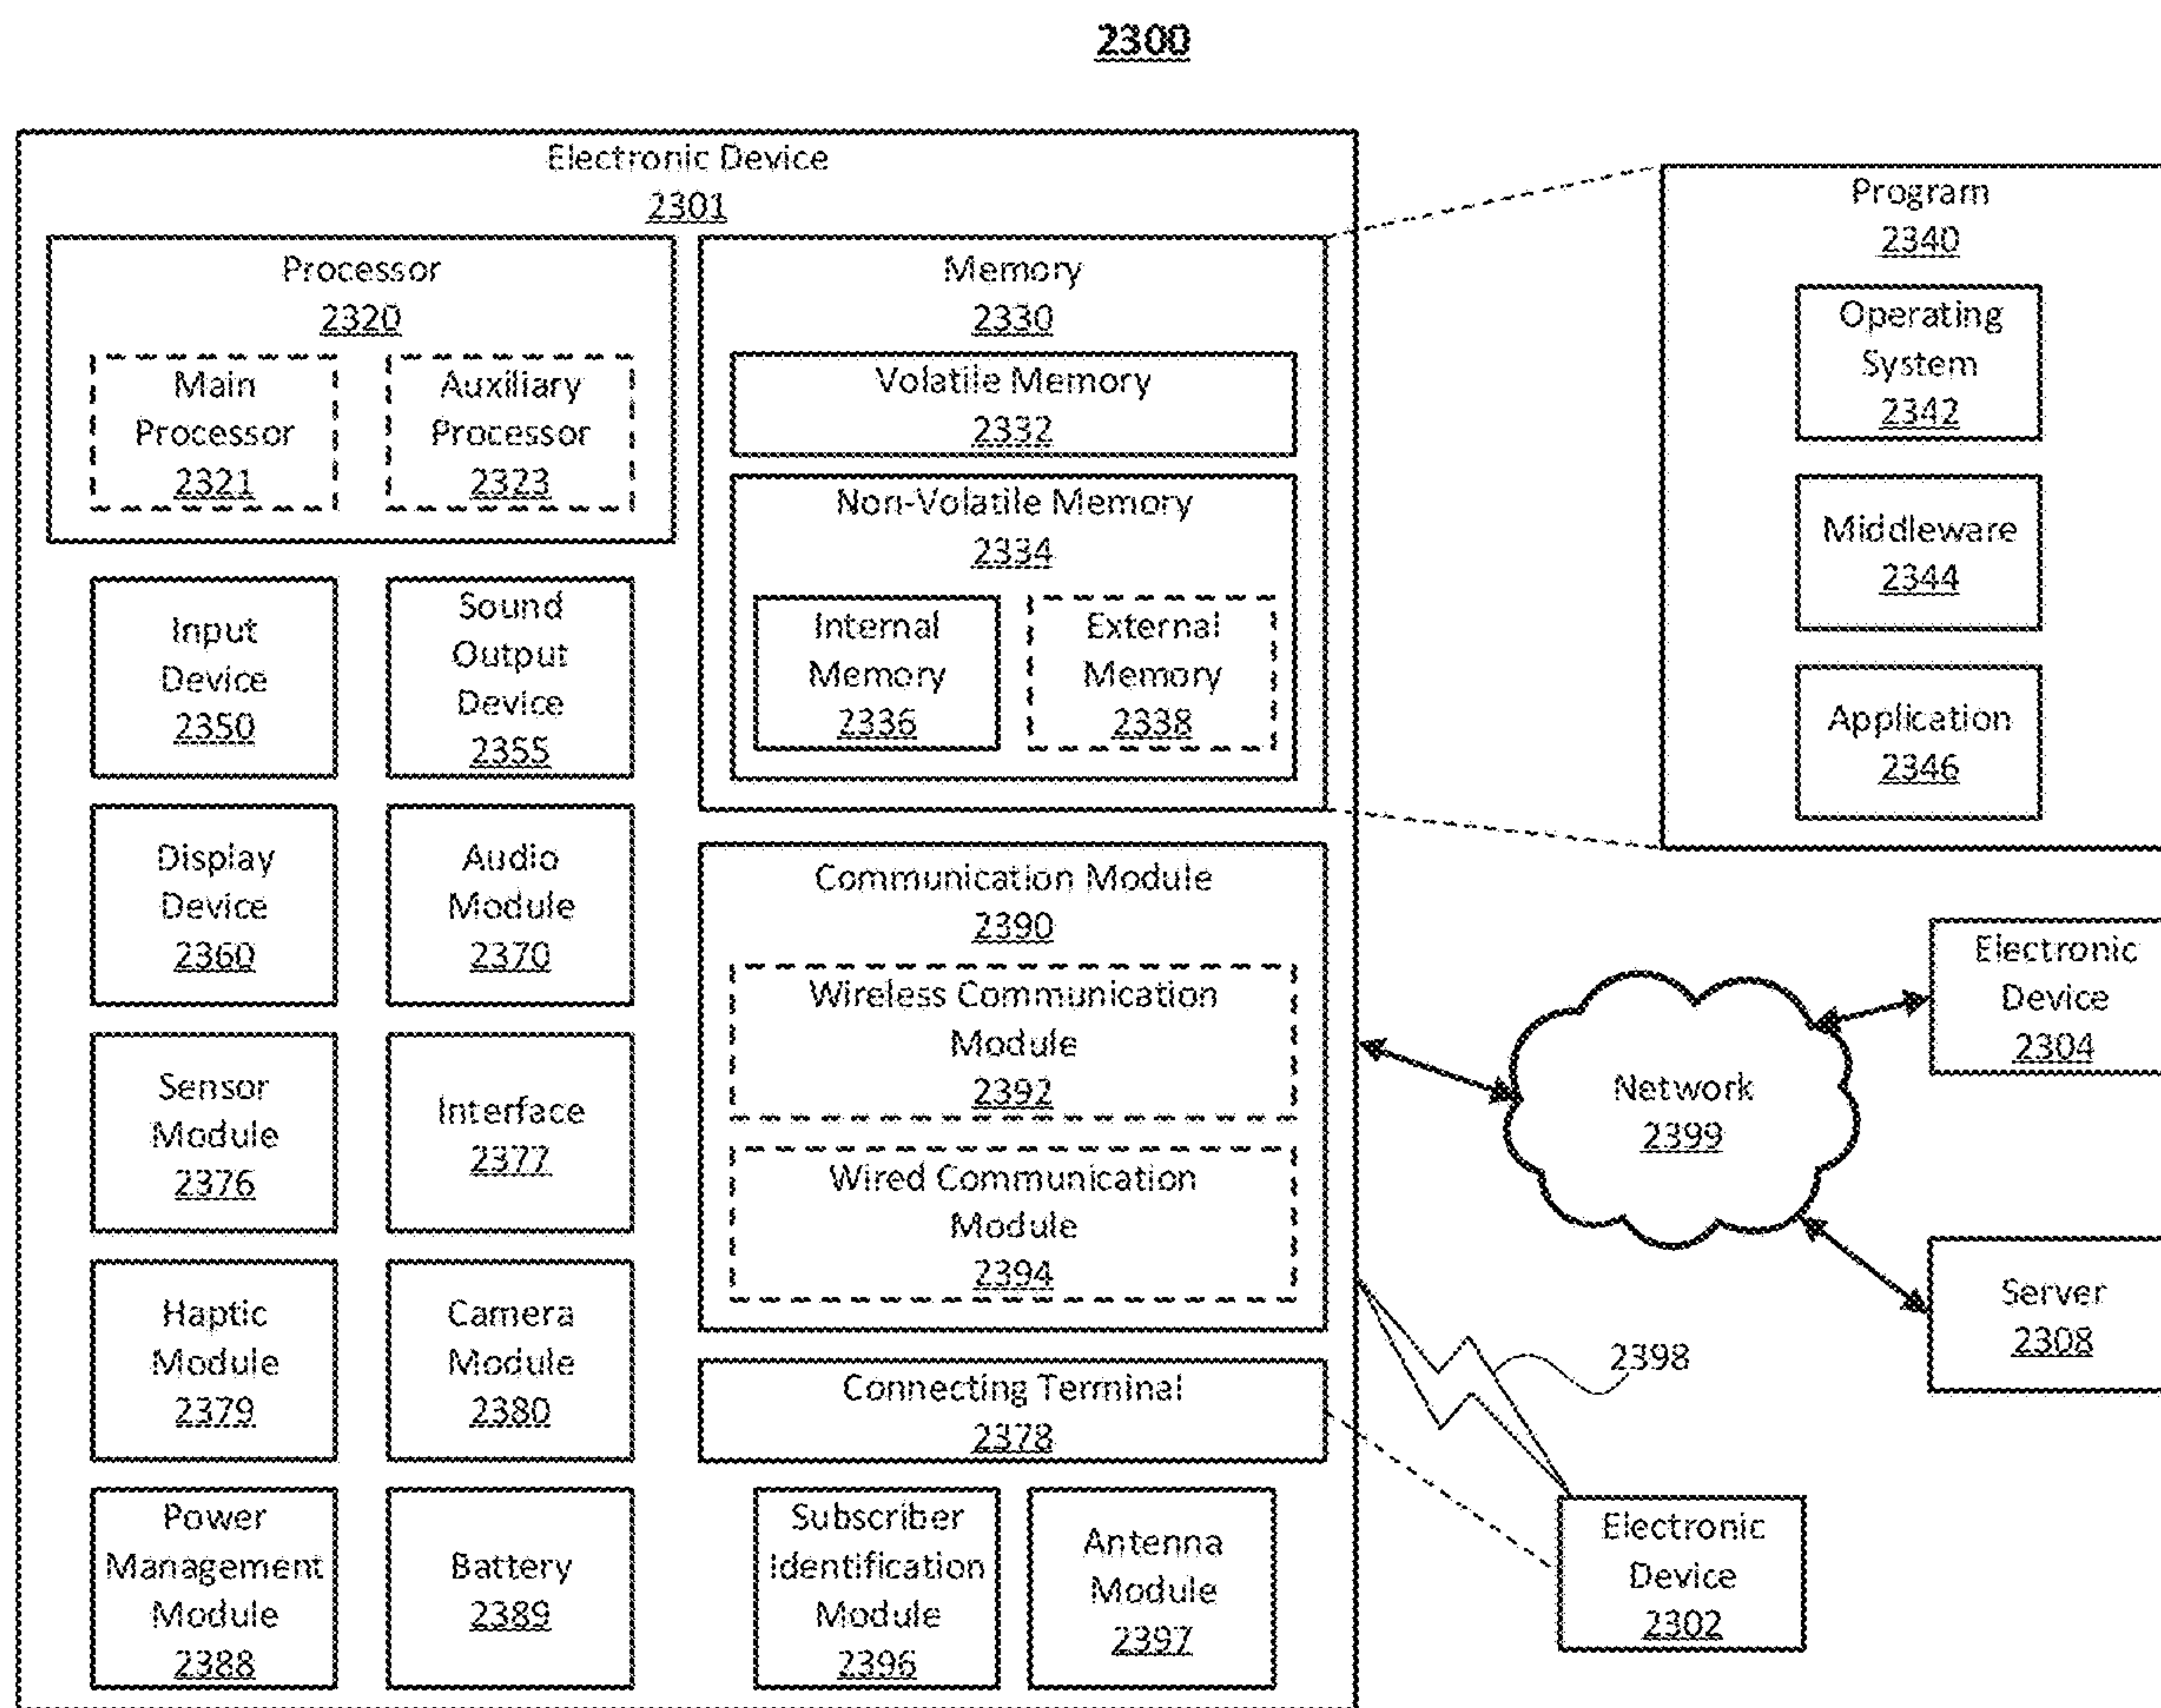 2300
Electronic Device
2301
Processor
2320
Main
Processor
2321
Auxiliary
Processor
2323
Input
Device
2350
Sound
Output
Device
2355
Display
Device
2360
Audio
Module
2370
Sensor
Module
2376
Interface
2377
Haptic
Module
2379
Camera
Module
2380
Power
Management
Module
2388
Battery
2389
Memory
2330
Volatile Memory
2332
Non-Volatile Memory
2334
Internal
Memory
2336
External
Memory
2338
Communication Module
2390
Wireless Communication
Module
2392
Wired Communication
Module
2394
Connecting Terminal
2378
Subscriber
Identification
Module
2396
Antenna
Module
2397
Program
2340
Operating
System
2342
Middleware
2344
Application
2346
Electronic
Device
2304
Network
2399
Server
2308
2398
Electronic
Device
2302